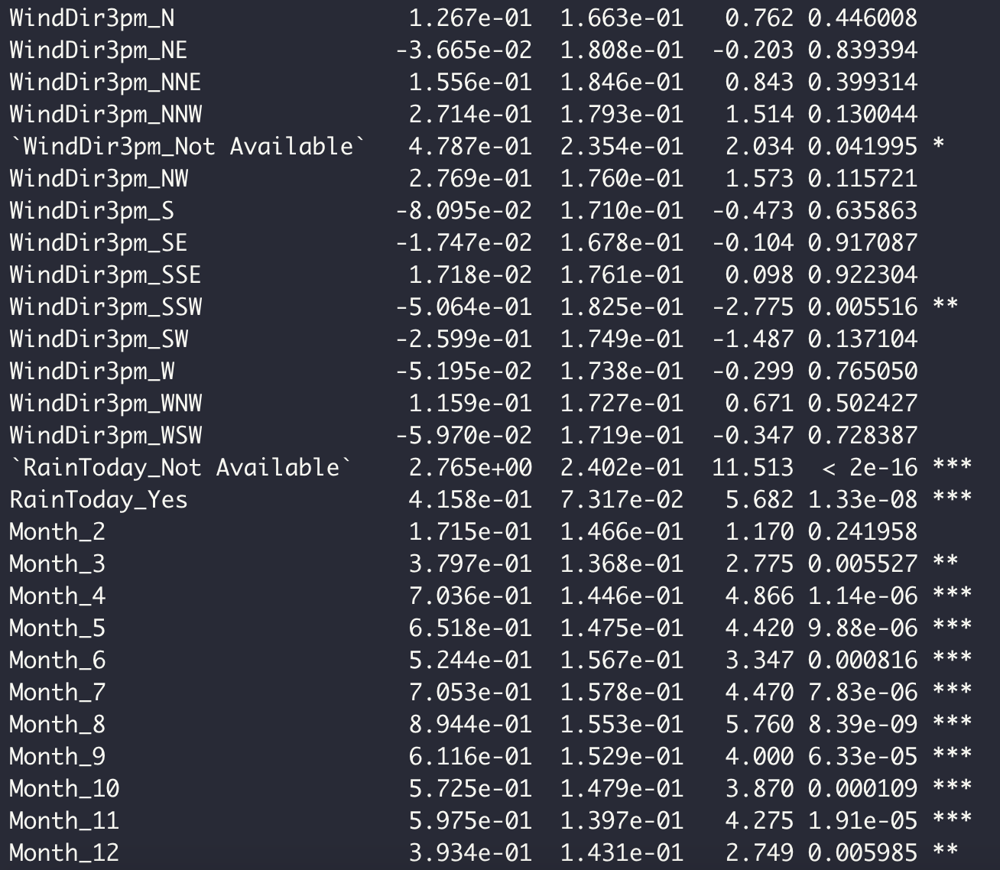 WindDir3pm_N 1.267e-01 1.663e-01 0.762 0.446008
WindDir3pm_NE -3.665e-02 1.808e-01 -0.203 0.839394
WindDir3pm_NNE 1.556e-01 1.846e-01 0.843 0.399314
WindDir3pm_NNW 2.714e-01 1.793e-01 1.514 0.130044
`WindDir3pm_Not Available` 4.787e-01 2.354e-01 2.034 0.041995 *
WindDir3pm_NW 2.769e-01 1.760e-01 1.573 0.115721
WindDir3pm_S -8.095e-02 1.710e-01 -0.473 0.635863
WindDir3pm_SE -1.747e-02 1.678e-01 -0.104 0.917087
WindDir3pm_SSE 1.718e-02 1.761e-01 0.098 0.922304
WindDir3pm_SSW -5.064e-01 1.825e-01 -2.775 0.005516 **
WindDir3pm_SW -2.599e-01 1.749e-01 -1.487 0.137104
WindDir3pm_W -5.195e-02 1.738e-01 -0.299 0.765050
WindDir3pm_WNW 1.159e-01 1.727e-01 0.671 0.502427
WindDir3pm_WSW -5.970e-02 1.719e-01 -0.347 0.728387
`RainToday_Not Available` 2.765e+00 2.402e-01 11.513 < 2e-16 ***
RainToday_Yes 4.158e-01 7.317e-02 5.682 1.33e-08 ***
Month_2 1.715e-01 1.466e-01 1.170 0.241958
Month_3 3.797e-01 1.368e-01 2.775 0.005527 **
Month_4 7.036e-01 1.446e-01 4.866 1.14e-06 ***
Month_5 6.518e-01 1.475e-01 4.420 9.88e-06 ***
Month_6 5.244e-01 1.567e-01 3.347 0.000816 ***
Month_7 7.053e-01 1.578e-01 4.470 7.83e-06 ***
Month_8 8.944e-01 1.553e-01 5.760 8.39e-09 ***
Month_9 6.116e-01 1.529e-01 4.000 6.33e-05 ***
Month_10 5.725e-01 1.479e-01 3.870 0.000109 ***
Month_11 5.975e-01 1.397e-01 4.275 1.91e-05 ***
Month_12 3.934e-01 1.431e-01 2.749 0.005985 **